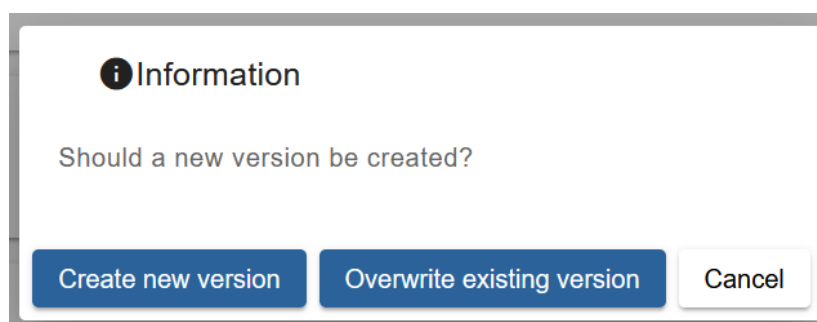 Information
Should a new version be created?
Create new version Overwrite existing version Cancel